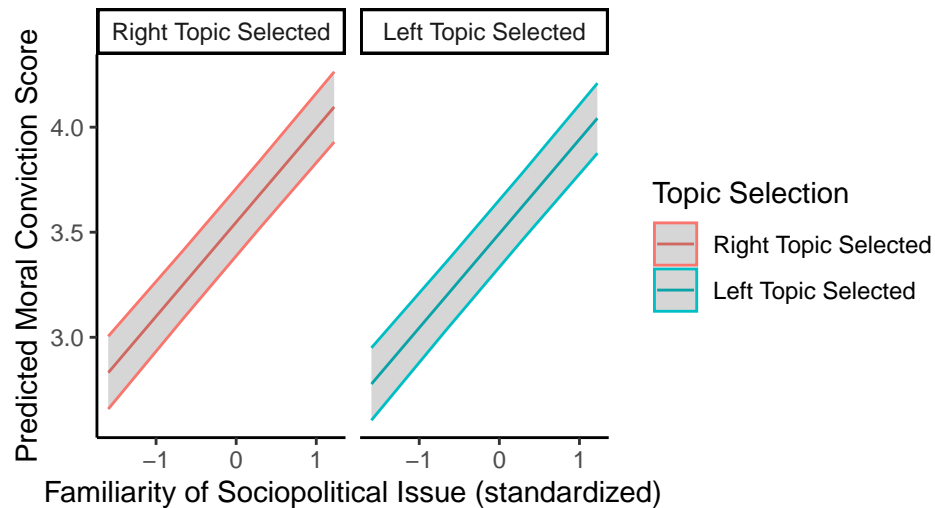 Right Topic Selected
Left Topic Selected
Predicted Moral Conviction Score
4.0
3.5
3.0
−1
0
1
−1
0
1
Familiarity of Sociopolitical Issue (standardized)
Topic Selection
Right Topic Selected
Left Topic Selected